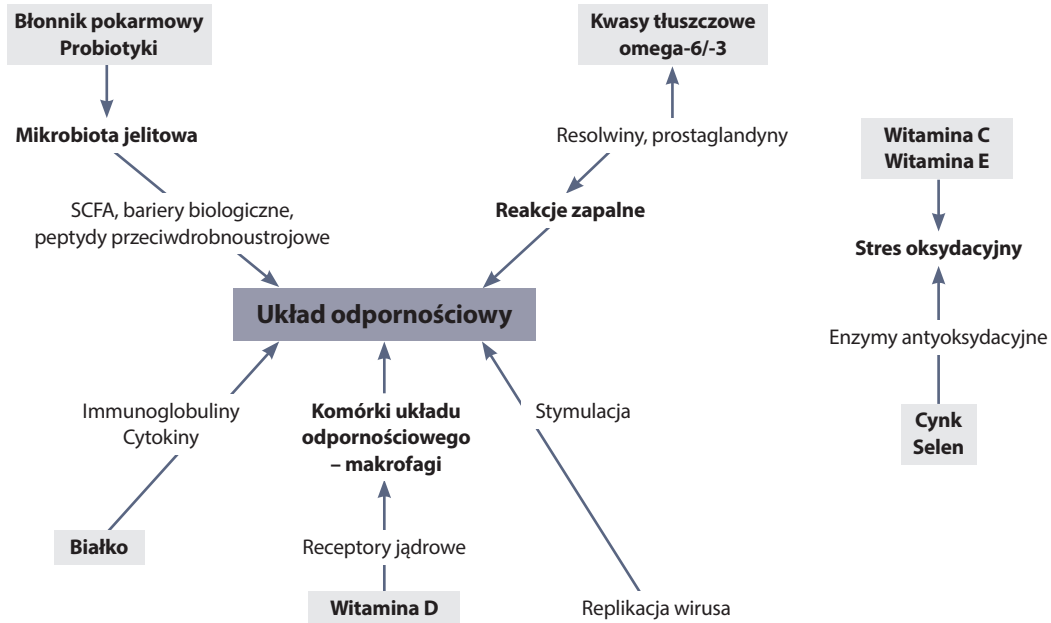 Błonnik pokarmowy
Probiotyki
Kwasy tłuszczowe
omega-6/-3
Mikrobiota jelitowa
Resolwiny, prostaglandyny
Witamina C
Witamina E
SCFA, bariery biologiczne,
peptydy przeciwdrobnoustrojowe
Reakcje zapalne
Stres oksydacyjny
Układ odpornościowy
Enzymy antyoksydacyjne
Immunoglobuliny
Cytokiny
Komórki układu
odpornościowego
– makrofagi
Stymulacja
Cynk
Selen
Białko
Receptory jądrowe
Witamina D
Replikacja wirusa